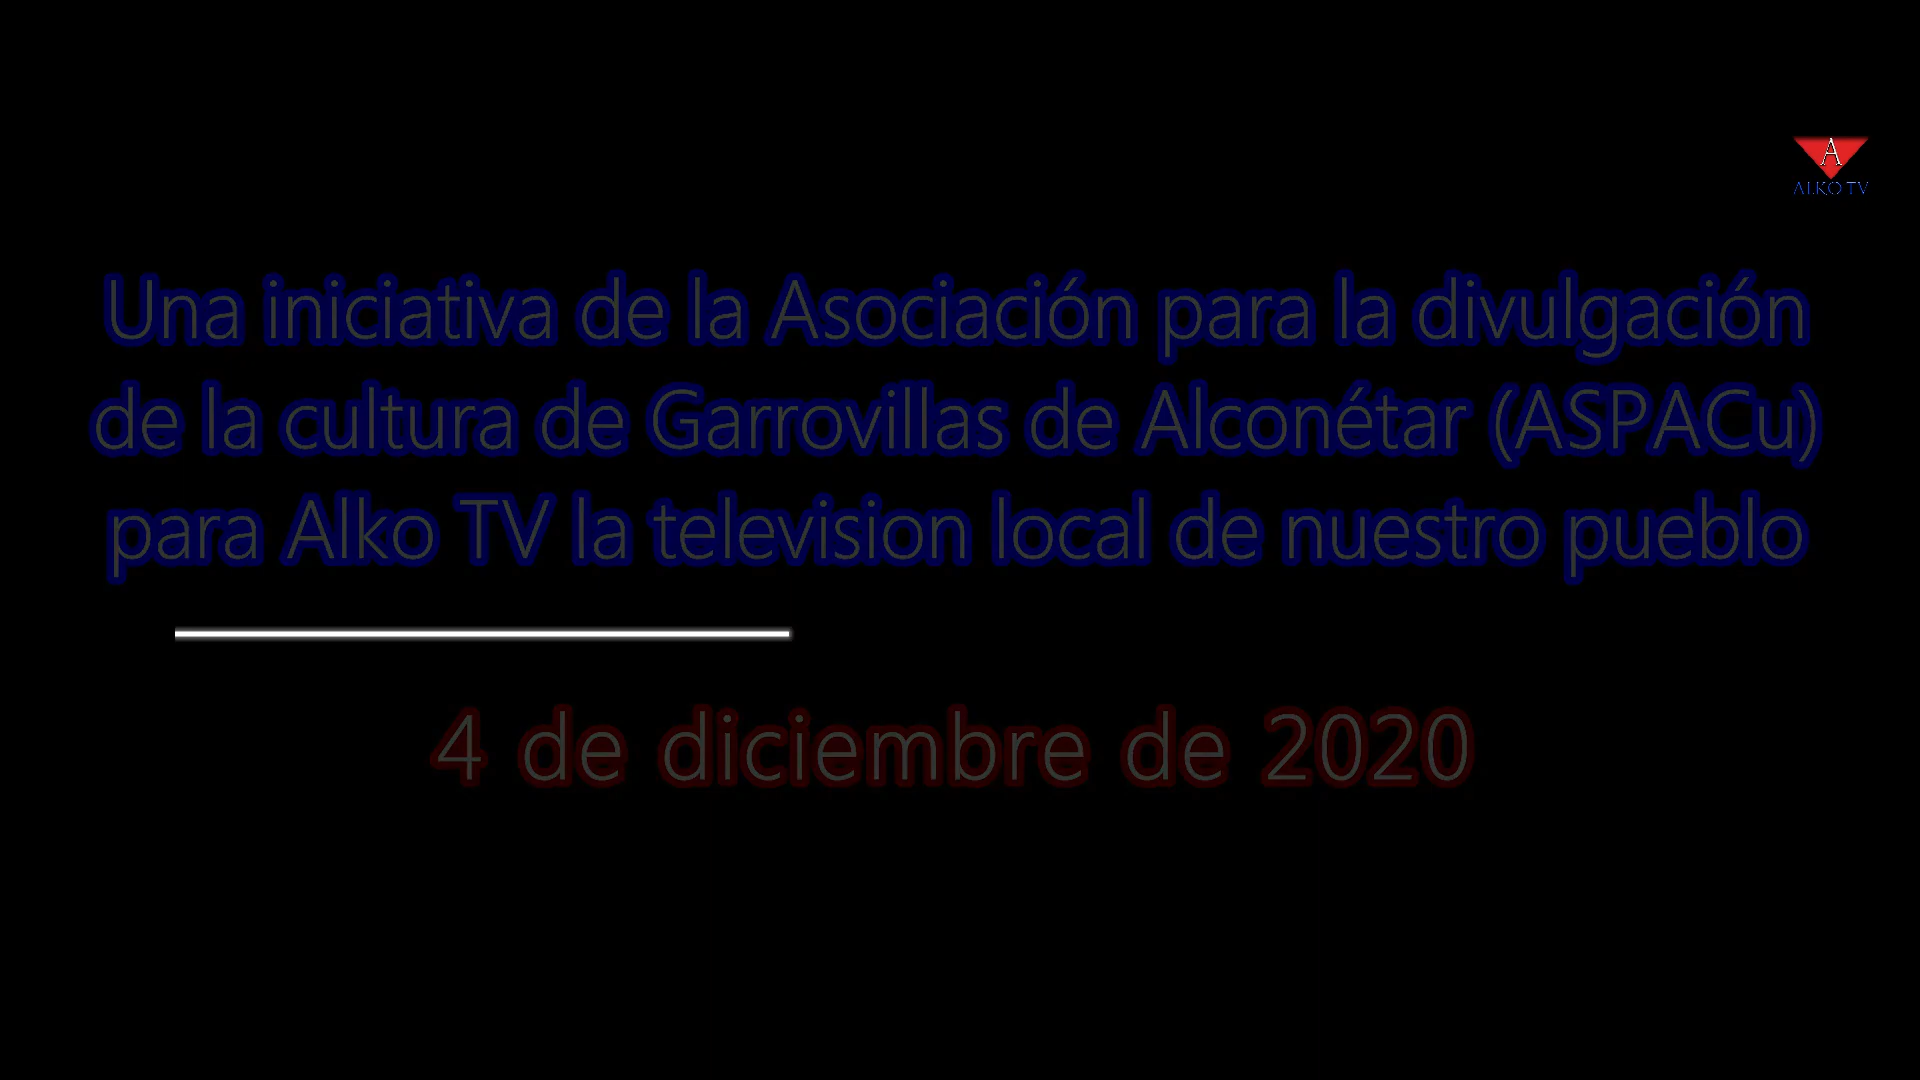 A
ALKO TV
Una iniciativa de la Asociación para la divulgación
de la cultura de Garrovillas de Alconétar (ASPACu)
para Alko TV la television local de nuestro pueblo
4 de diciembre de 2020